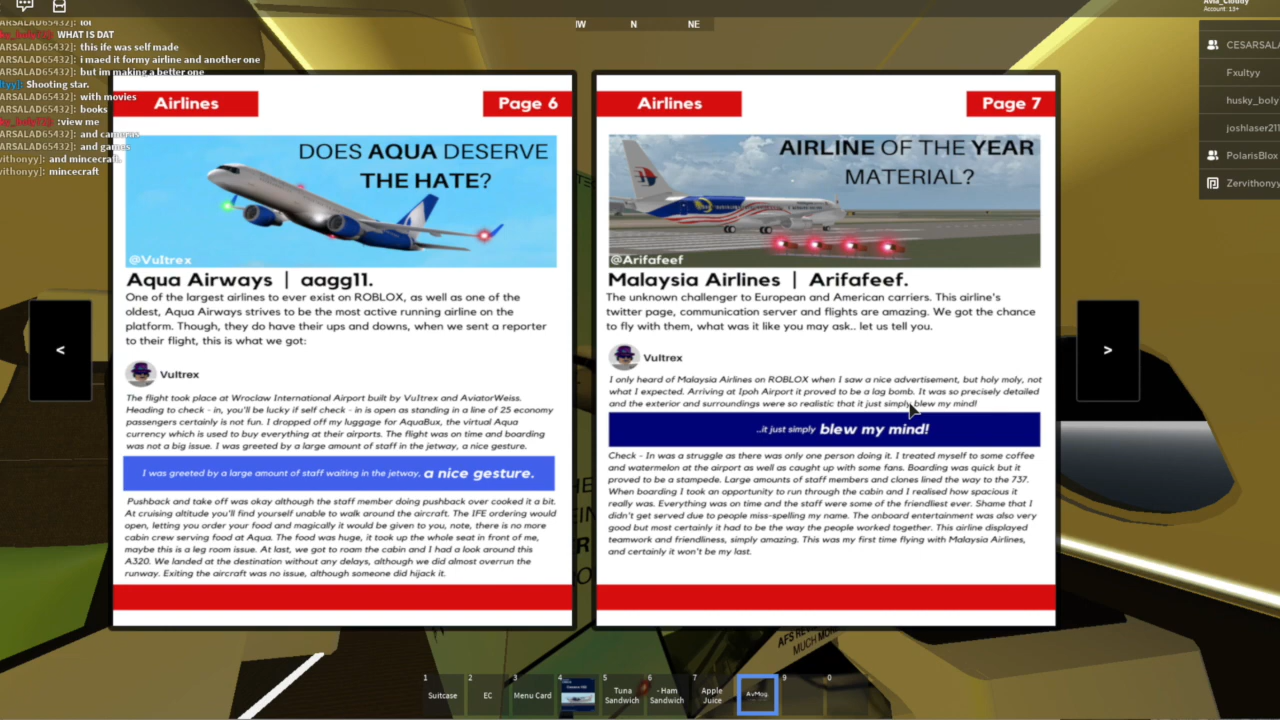 ARSALAD65432]: lol
WHAT IS DAT
ARSALAD65432]: this ife was self made
ARSALAD65432]: i maed it formy airline and another one
ARSALAD65432]: but im making a better one
ltyy]: Shooting star.
ARSALAD65432]: with movies
ARSALAD65432]: books
:view me
ARSALAD65432]: and cameras
ARSALAD65432]: and games
vithonyy]: and mincecraft.
vithonyy]: mincecraft
N
NE
Avia_Cloudy
Account: 13+
CESARSALA
Fxultyy
husky_boly
joshlaser211
PolarisBlox
Zervithonyy
Airlines
Page 6
DOES AQUA DESERVE
THE HATE?
@Vultrex
Aqua Airways | aagg11.
One of the largest airlines to ever exist on ROBLOX, as well as one of the
oldest, Aqua Airways strives to be the most active running airline on the
platform. Though, they do have their ups and downs, when we sent a reporter
to their flight, this is what we got:
Vultrex
The flight took place at Wroclaw International Airport built by Vultrex and AviatorWeiss.
Heading to check - in, you'll be lucky if self check - in is open as standing in a line of 25 economy
passengers certainly is not fun. I dropped off my luggage for AquaBux, the virtual Aqua
currency which is used to buy everything at their airports. The flight was on time and boarding
was not a big issue. I was greeted by a large amount of staff in the jetway, a nice gesture.
I was greeted by a large amount of staff waiting in the jetway, a nice gesture.
Pushback and take off was okay although the staff member doing pushback over cooked it a bit.
At cruising altitude you'll find yourself unable to walk around the aircraft. The IFE ordering would
open, letting you order your food and magically it would be given to you, note, there is no more
cabin crew serving food at Aqua. The food was huge, it took up the whole seat in front of me,
maybe this is a leg room issue. At last, we got to roam the cabin and I had a look around this
A320. We landed at the destination without any delays, although we did almost overrun the
runway. Exiting the aircraft was no issue, although someone did hijack it.
Airlines
Page 7
AIRLINE OF THE YEAR
MATERIAL?
@Arifafeef
Malaysia Airlines | Arifafeef.
The unknown challenger to European and American carriers. This airline's
twitter page, communication server and flights are amazing. We got the chance
to fly with them, what was it like you may ask.. let us tell you.
Vultrex
I only heard of Malaysia Airlines on ROBLOX when I saw a nice advertisement, but holy moly, not
what I expected. Arriving at Ipoh Airport it proved to be a lag bomb. It was so precisely detailed
and the exterior and surroundings were so realistic that it just simply blew my mind!
..it just simply blew my mind!
Check - In was a struggle as there was only one person doing it. I treated myself to some coffee
and watermelon at the airport as well as caught up with some fans. Boarding was quick but it
proved to be a stampede. Large amounts of staff members and clones lined the way to the 737.
When boarding I took an opportunity to run through the cabin and I realised how spacious it
really was. Everything was on time and the staff were some of the friendliest ever. Shame that I
didn't get served due to people miss-spelling my name. The onboard entertainment was also very
good but most certainly it had to be the way the people worked together. This airline displayed
teamwork and friendliness, simply amazing. This was my first time flying with Malaysia Airlines,
and certainly it won't be my last.
<
>
AFS RE
MUCH MO
1 2 3 4 5 6 7 9 0
Suitcase
EC
Menu Card
Tuna Sandwich
- Ham Sandwich
Apple Juice
AvMag